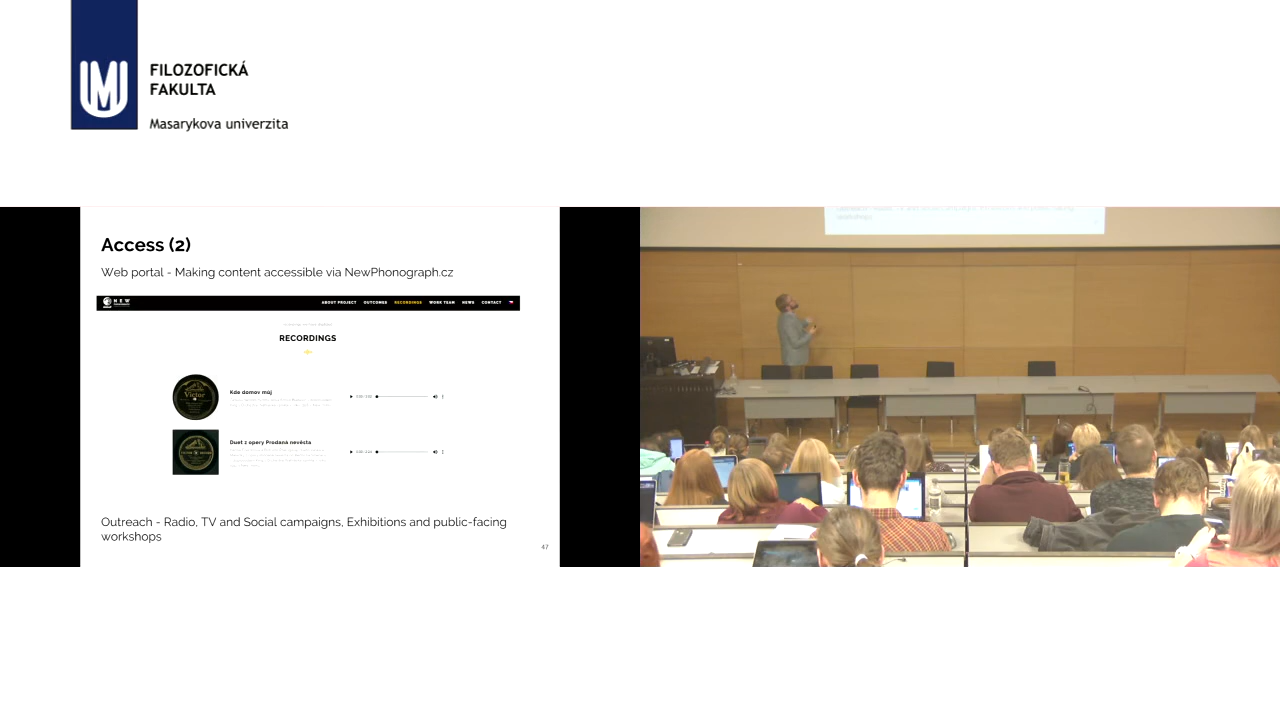 FILOZOFICKÁ
FAKULTA
Masarykova univerzita
Access (2)
Web portal - Making content accessible via NewPhonograph.cz
NEW
ABOUT PROJECT OUTCOMES RECORDINGS WORK TEAM NEWS CONTACT
RECORDINGS
Victor
Kde domov můj
Duet z opery Prodaná nevěsta
Outreach - Radio, TV and Social campaigns, Exhibitions and public-facing
workshops
47
workshops